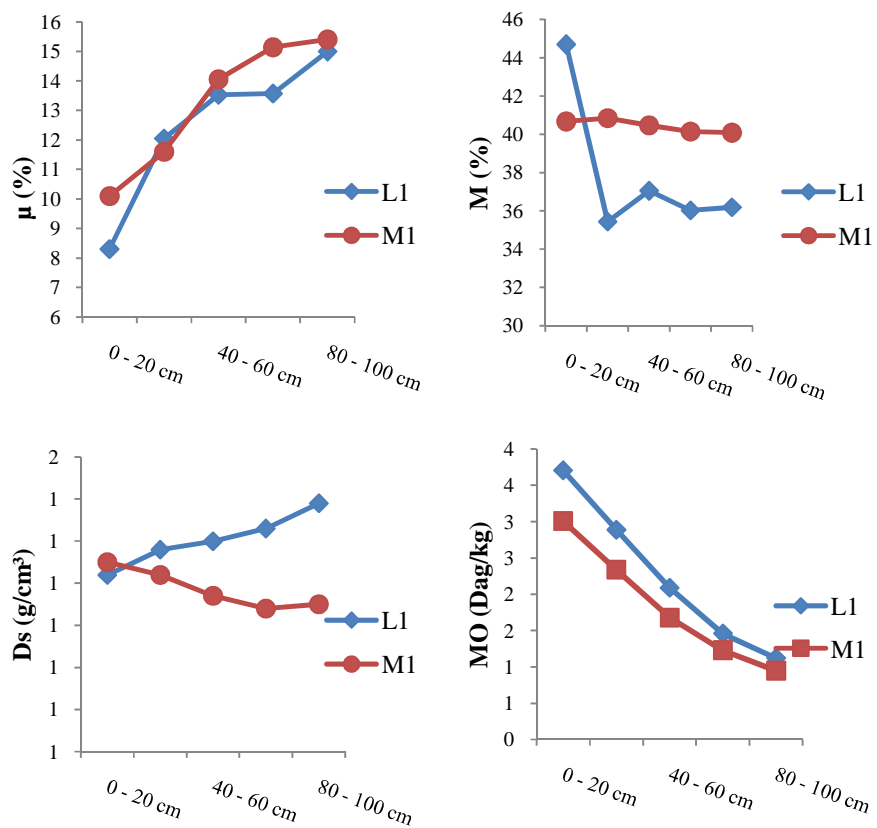 16
15
14
13
12
11
10
9
8
7
6
µ (%)
L1
M1
0 - 20 cm
40 - 60 cm
80 - 100 cm
46
44
42
40
38
36
34
32
30
M (%)
L1
M1
0 - 20 cm
40 - 60 cm
80 - 100 cm
2
1
1
1
1
1
1
1
Ds (g/cm³)
L1
M1
0 - 20 cm
40 - 60 cm
80 - 100 cm
4
4
3
3
2
2
1
1
0
MO (Dag/kg)
L1
M1
0 - 20 cm
40 - 60 cm
80 - 100 cm